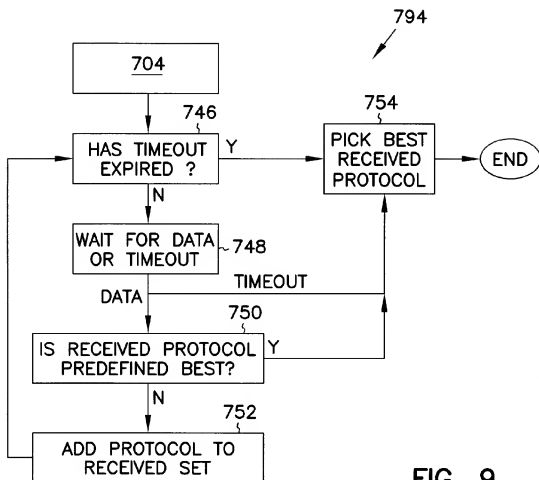 794
704
746
754
HAS TIMEOUT
EXPIRED ?
Y
PICK BEST
RECEIVED
PROTOCOL
END
N
WAIT FOR DATA
OR TIMEOUT
748
TIMEOUT
DATA
750
IS RECEIVED PROTOCOL
PREDEFINED BEST?
Y
N
752
ADD PROTOCOL TO
RECEIVED SET
FIG. 9